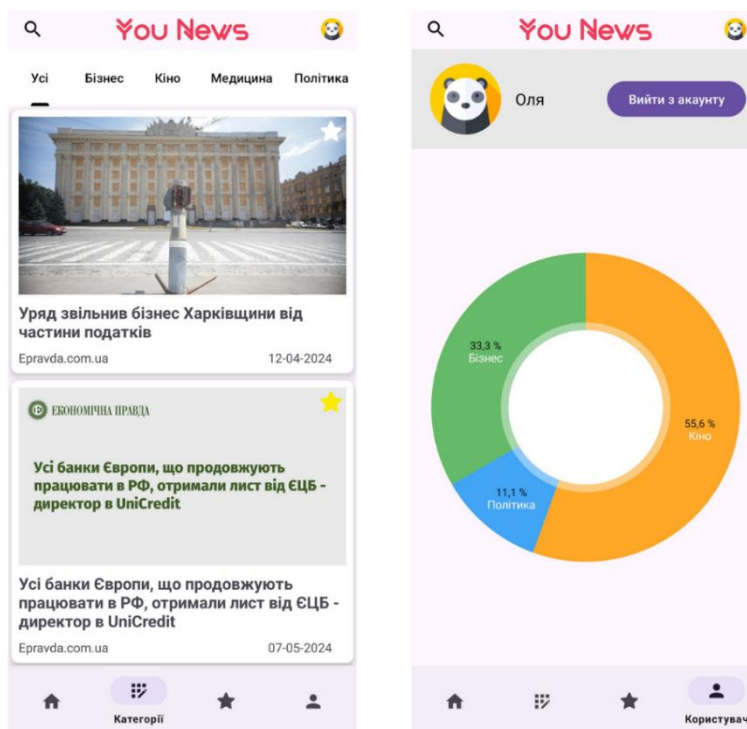 You News
Усі Бізнес Кіно Медицина Політика
Уряд звільнив бізнес Харківщини від
частини податків
Epravda.com.ua 12-04-2024
ЕКОНОМІЧНА ПРАВДА
Усі банки Європи, що продовжують
працювати в РФ, отримали лист від ЄЦБ -
директор в UniCredit
Усі банки Європи, що продовжують
працювати в РФ, отримали лист від ЄЦБ -
директор в UniCredit
Epravda.com.ua 07-05-2024
Категорії
You News
Оля Вийти з акаунту
33,3 %
Бізнес
55,6 %
Кіно
11,1 %
Політика
Користувач